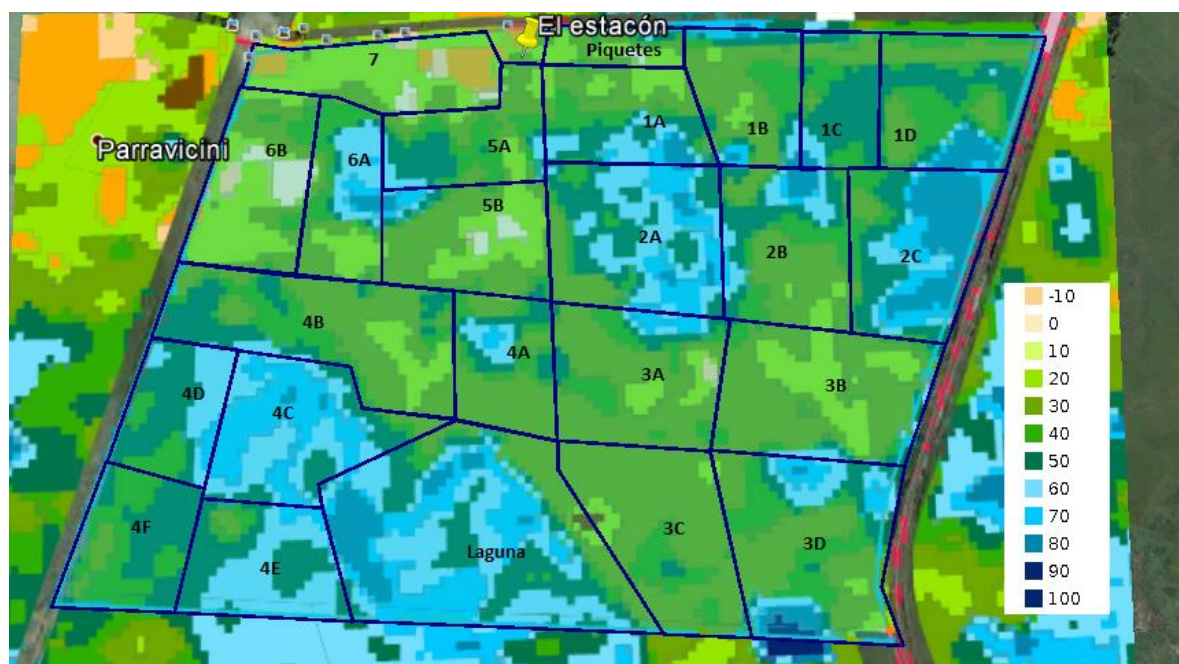 El estacón
Piquetes
7
Parravicini
6B
6A
5A
1A
1B
1C
1D
5B
2A
2B
2C
4B
4A
3A
3B
4D
4C
4F
4E
Laguna
3C
3D
-10
0
10
20
30
40
50
60
70
80
90
100